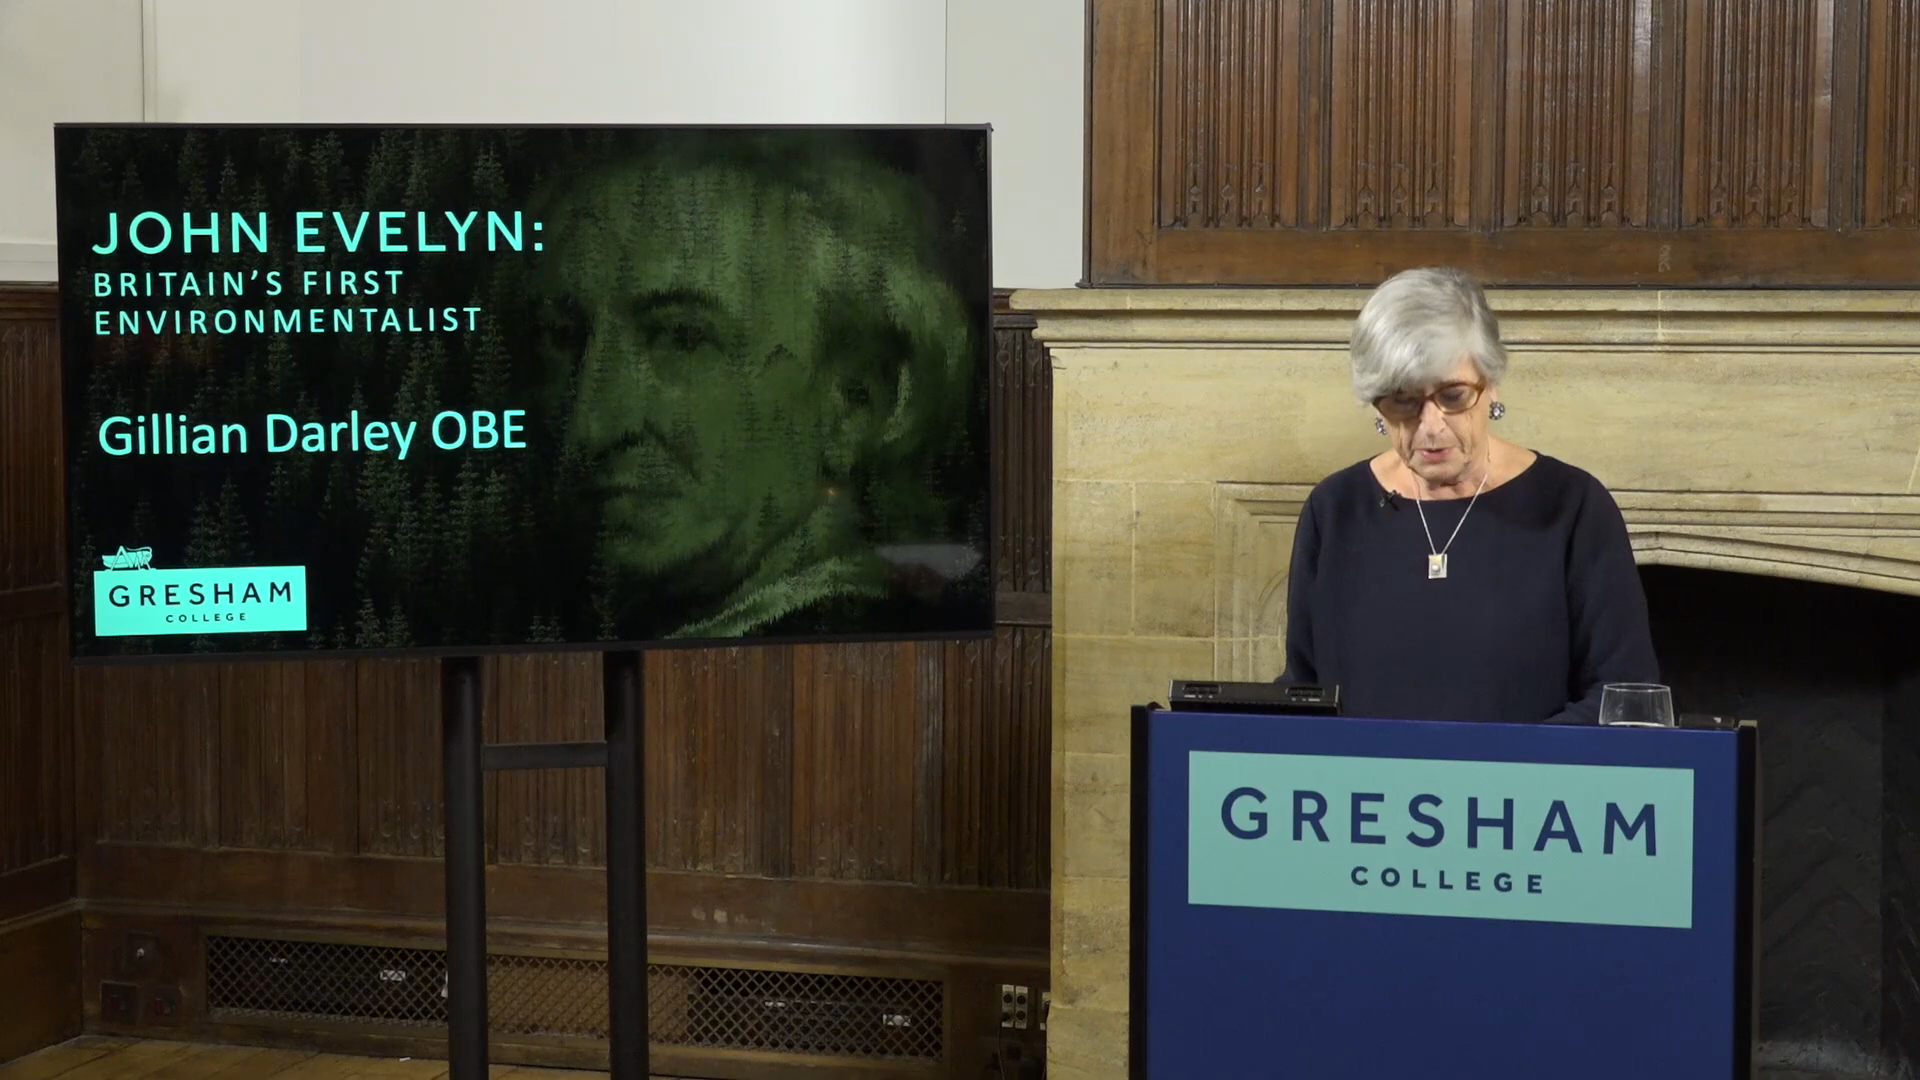 JOHN EVELYN:
BRITAIN'S FIRST
ENVIRONMENTALIST
Gillian Darley OBE
GRESHAM
COLLEGE
GRESHAM
COLLEGE